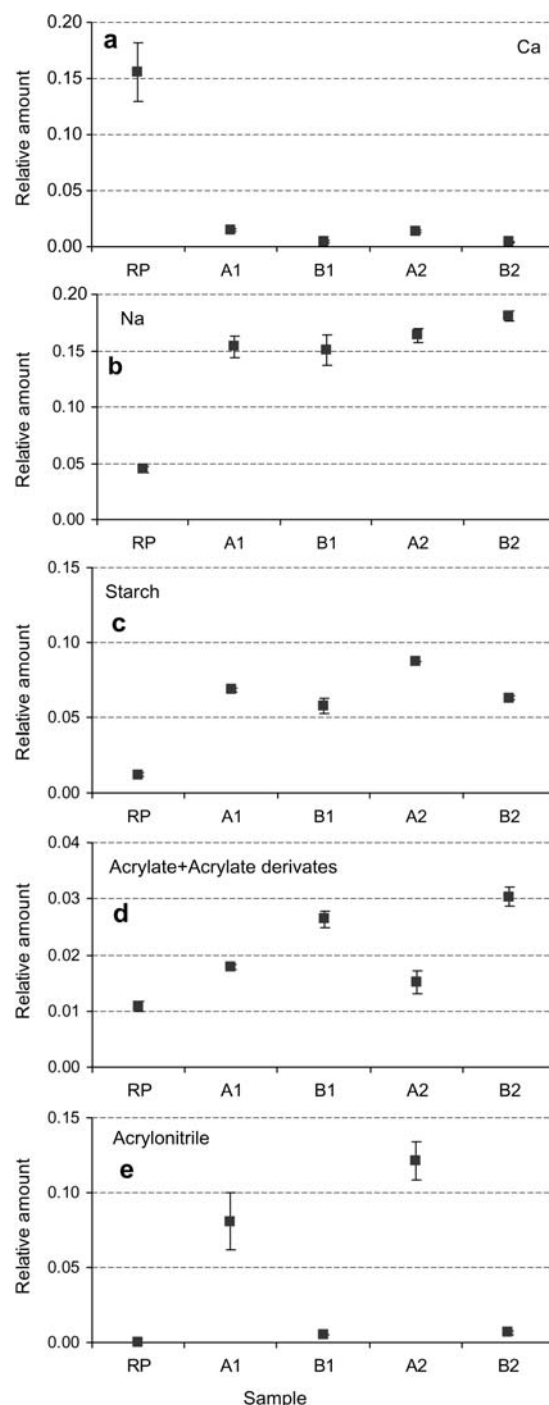 0.20
a
Ca
0.15
0.10
0.05
0.00
Relative amount
RP A1 B1 A2 B2
0.20
Na
0.15
b
0.10
0.05
0.00
Relative amount
RP A1 B1 A2 B2
0.15
Starch
c
0.10
0.05
0.00
Relative amount
RP A1 B1 A2 B2
0.04
Acrylate+Acrylate derivates
0.03
d
0.02
0.01
0.00
Relative amount
RP A1 B1 A2 B2
0.15
Acrylonitrile
e
0.10
0.05
0.00
Relative amount
RP A1 B1 A2 B2
Sample